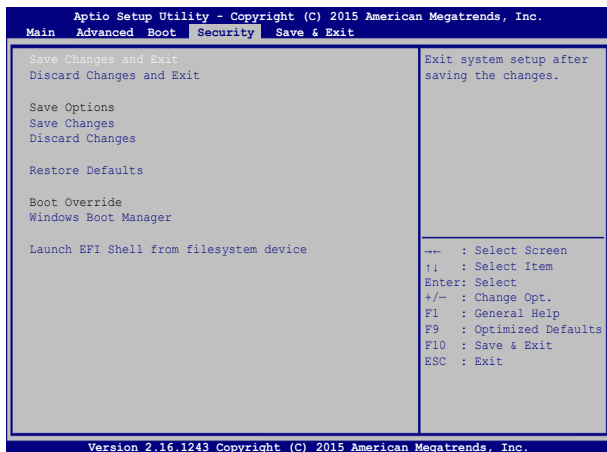 Aptio Setup Utility - Copyright (C) 2015 American Megatrends, Inc.
Main Advanced Boot Security Save & Exit
Save Changes and Exit
Discard Changes and Exit
Save Options
Save Changes
Discard Changes
Restore Defaults
Boot Override
Windows Boot Manager
Launch EFI Shell from filesystem device
Exit system setup after
saving the changes.
→← : Select Screen
↑↓ : Select Item
Enter: Select
+/— : Change Opt.
F1 : General Help
F9 : Optimized Defaults
F10 : Save & Exit
ESC : Exit
Version 2.16.1243 Copyright (C) 2015 American Megatrends, Inc.